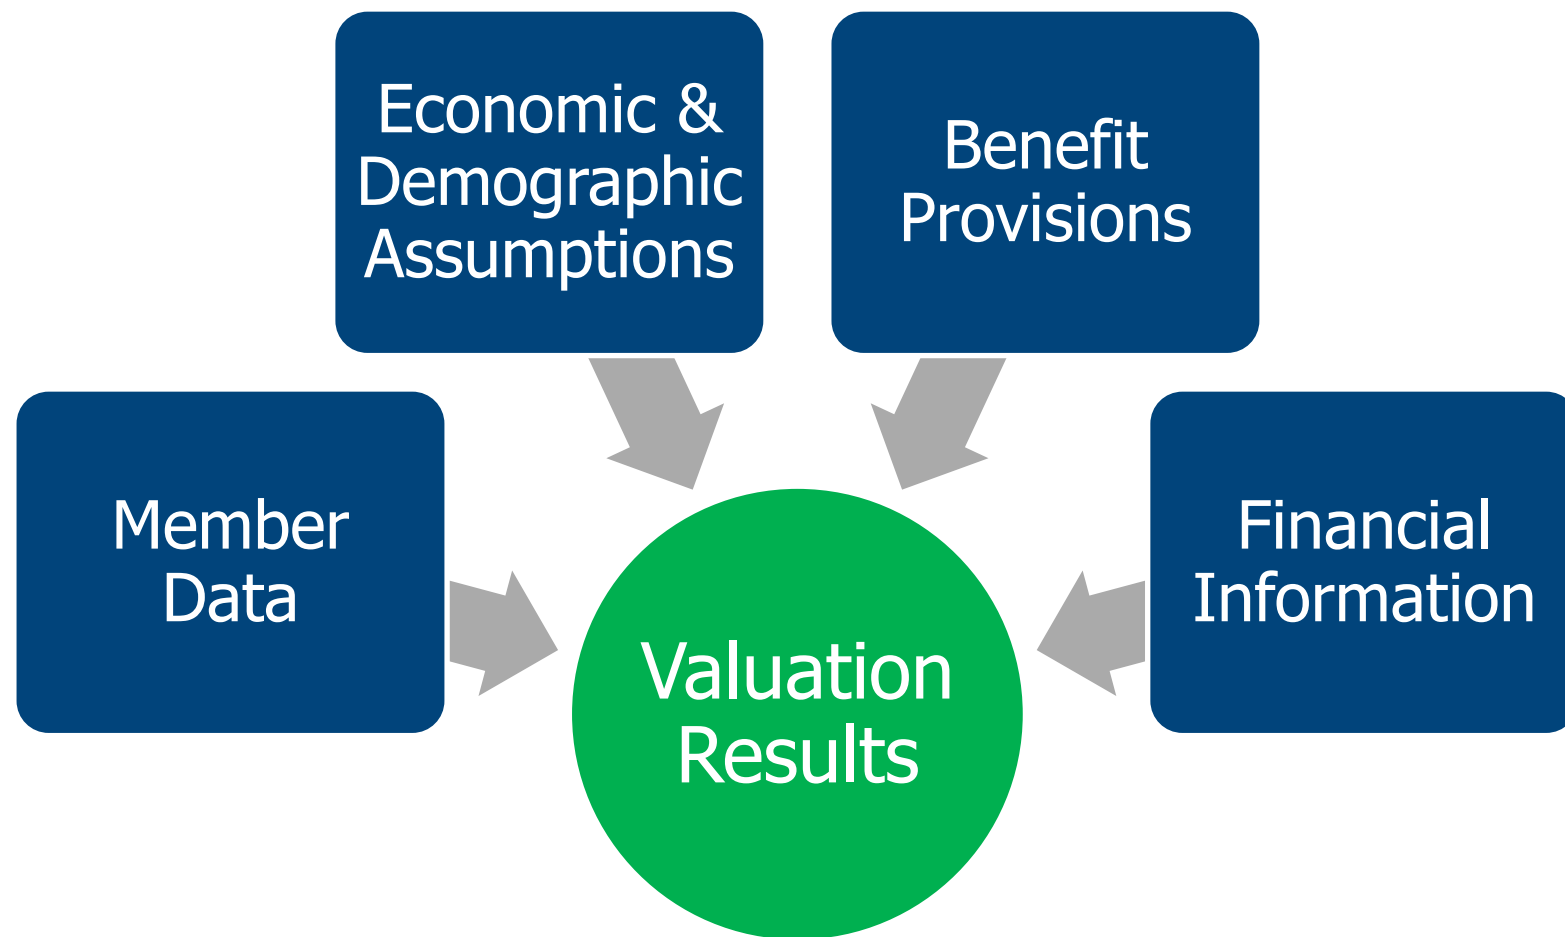 Economic &
Demographic
Assumptions
Benefit
Provisions
Member
Data
Financial
Information
Valuation
Results